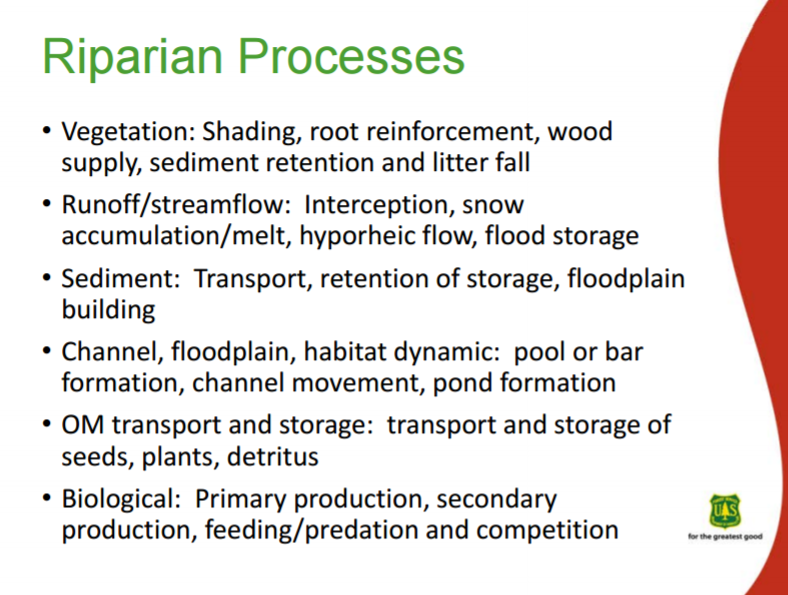 Riparian Processes
• Vegetation: Shading, root reinforcement, wood
supply, sediment retention and litter fall
• Runoff/streamflow:  Interception, snow
accumulation/melt, hyporheic flow, flood storage
• Sediment:  Transport, retention of storage, floodplain
building
• Channel, floodplain, habitat dynamic:  pool or bar
formation, channel movement, pond formation
• OM transport and storage:  transport and storage of
seeds, plants, detritus
• Biological:  Primary production, secondary
production, feeding/predation and competition
UAS
for the greatest good